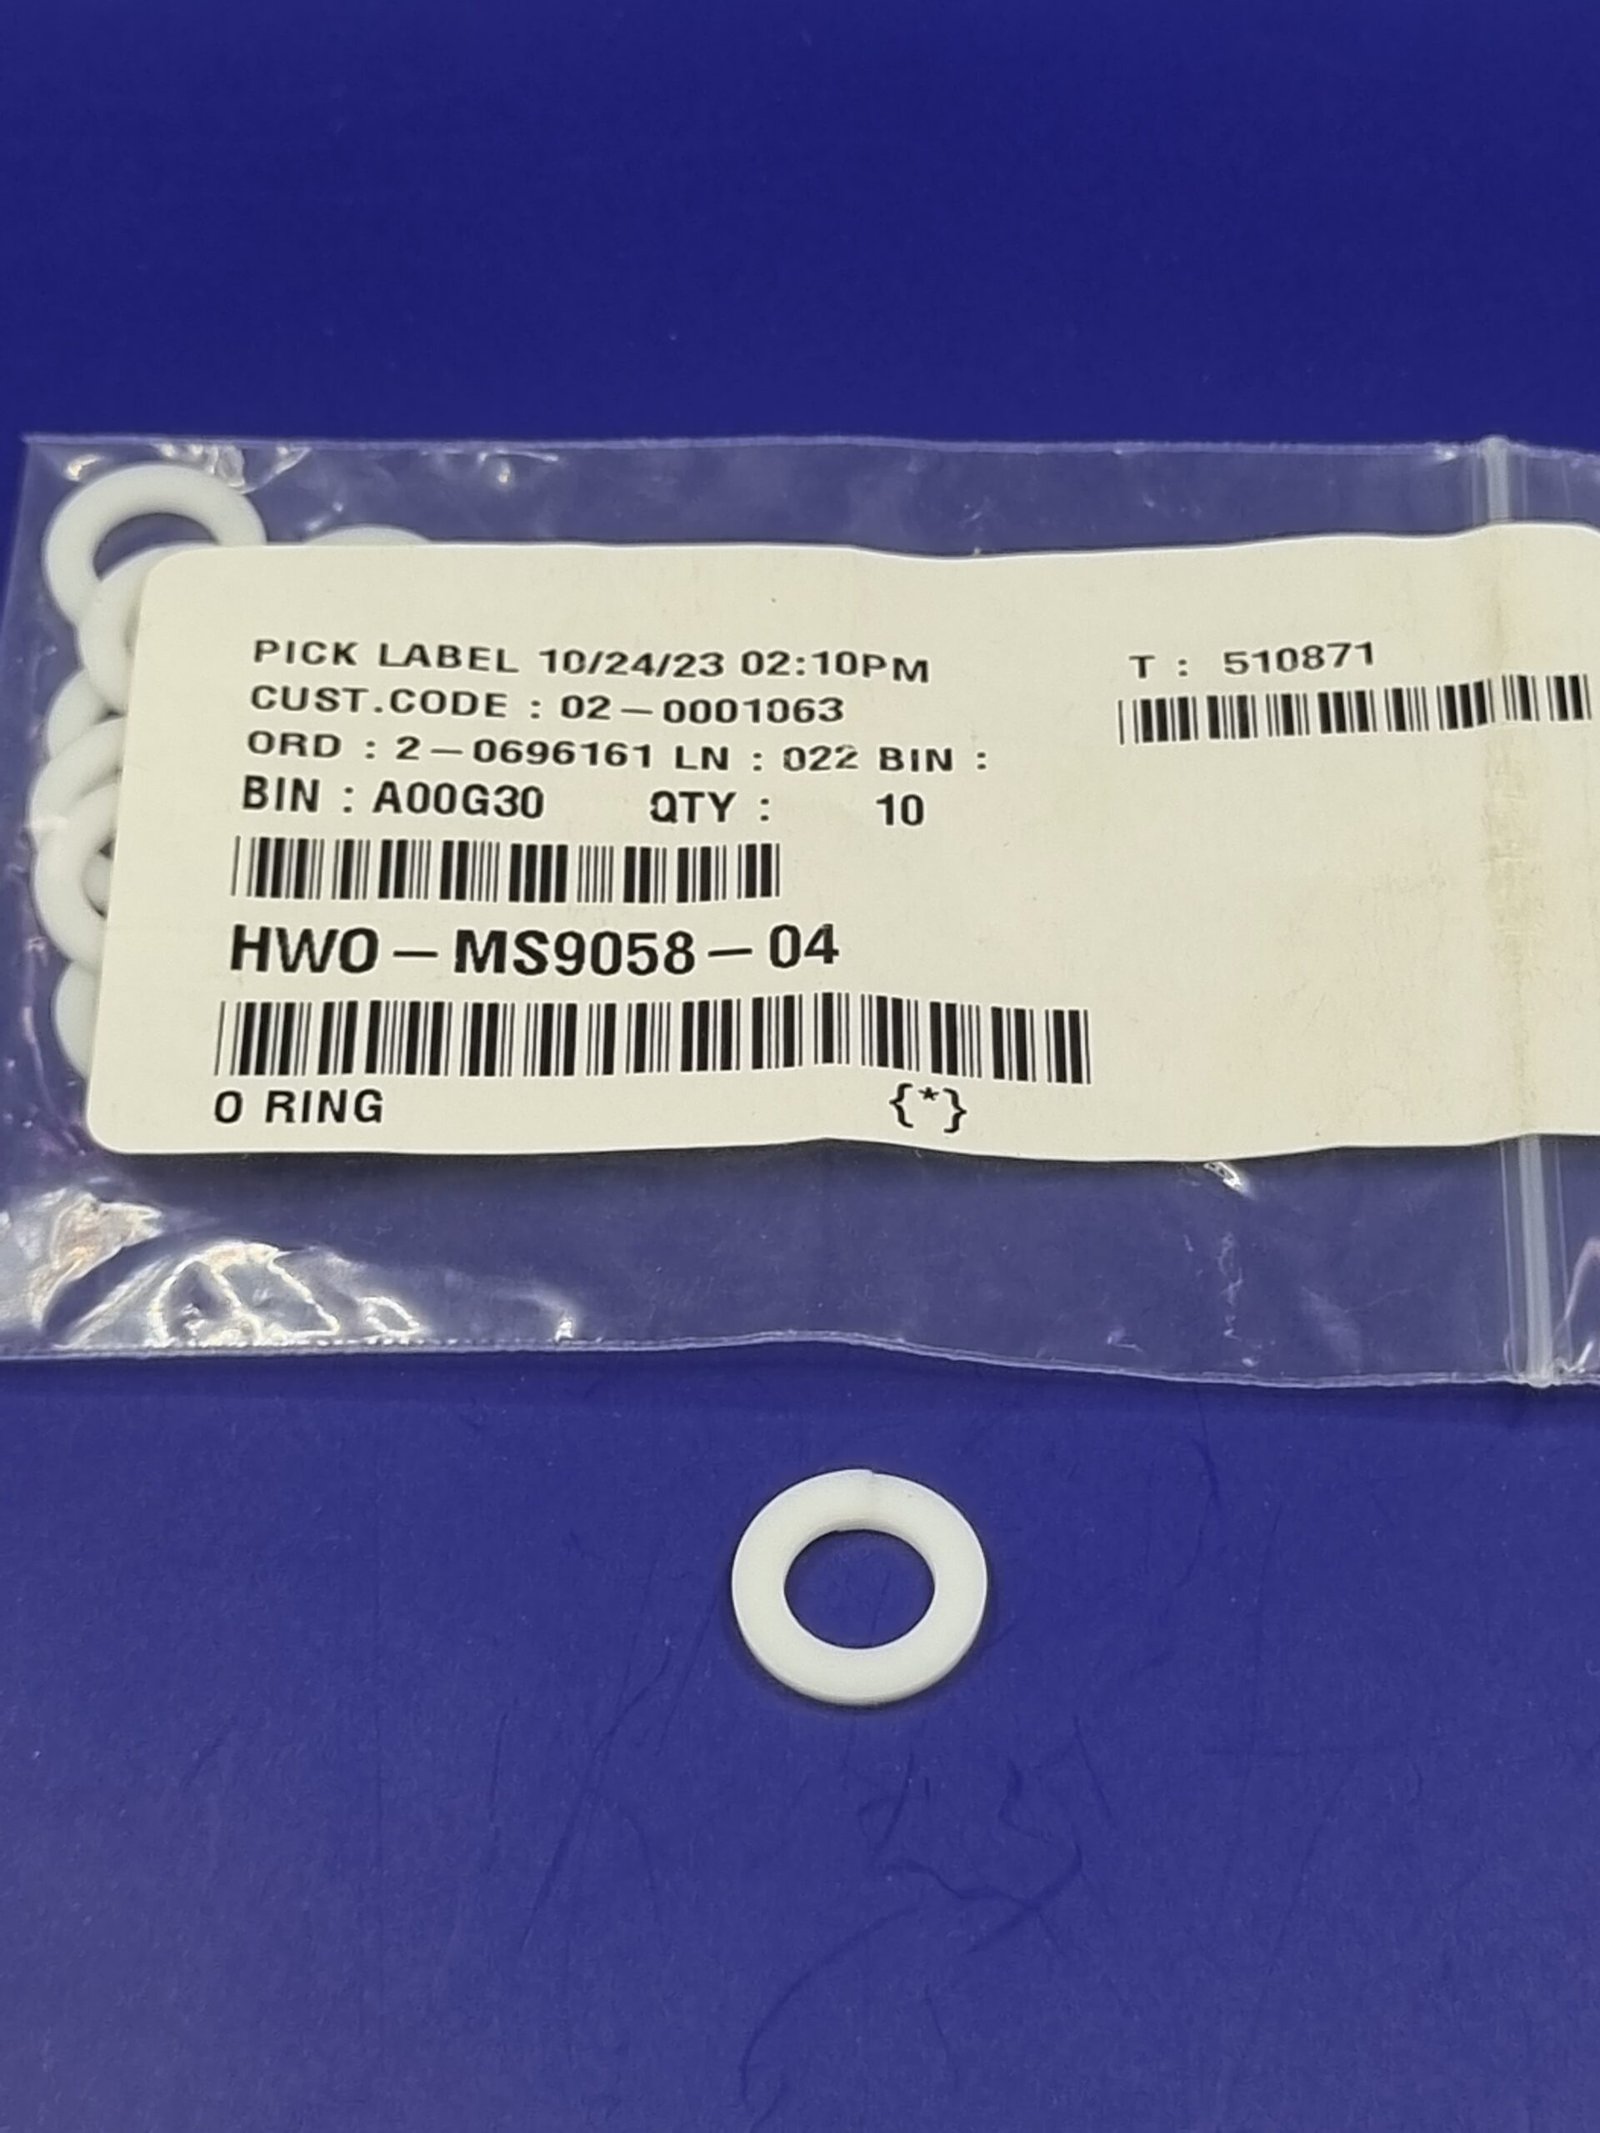 PICK LABEL 10/24/23 02:10PM
T : 510871
CUST.CODE : 02-0001063
ORD : 2-0696161 LN : 022 BIN :
BIN : A00G30 QTY : 10
HWO-MS9058-04
O RING {*}